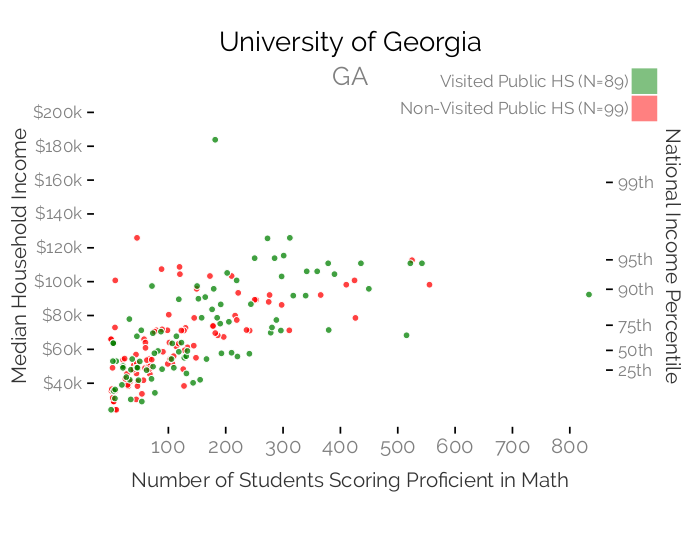 University of Georgia
GA
Visited Public HS (N=89)
Non-Visited Public HS (N=99)
Median Household Income
$200k
$180k
$160k
$140k
$120k
$100k
$80k
$60k
$40k
99th
95th
90th
75th
50th
25th
National Income Percentile
100 200 300 400 500 600 700 800
Number of Students Scoring Proficient in Math